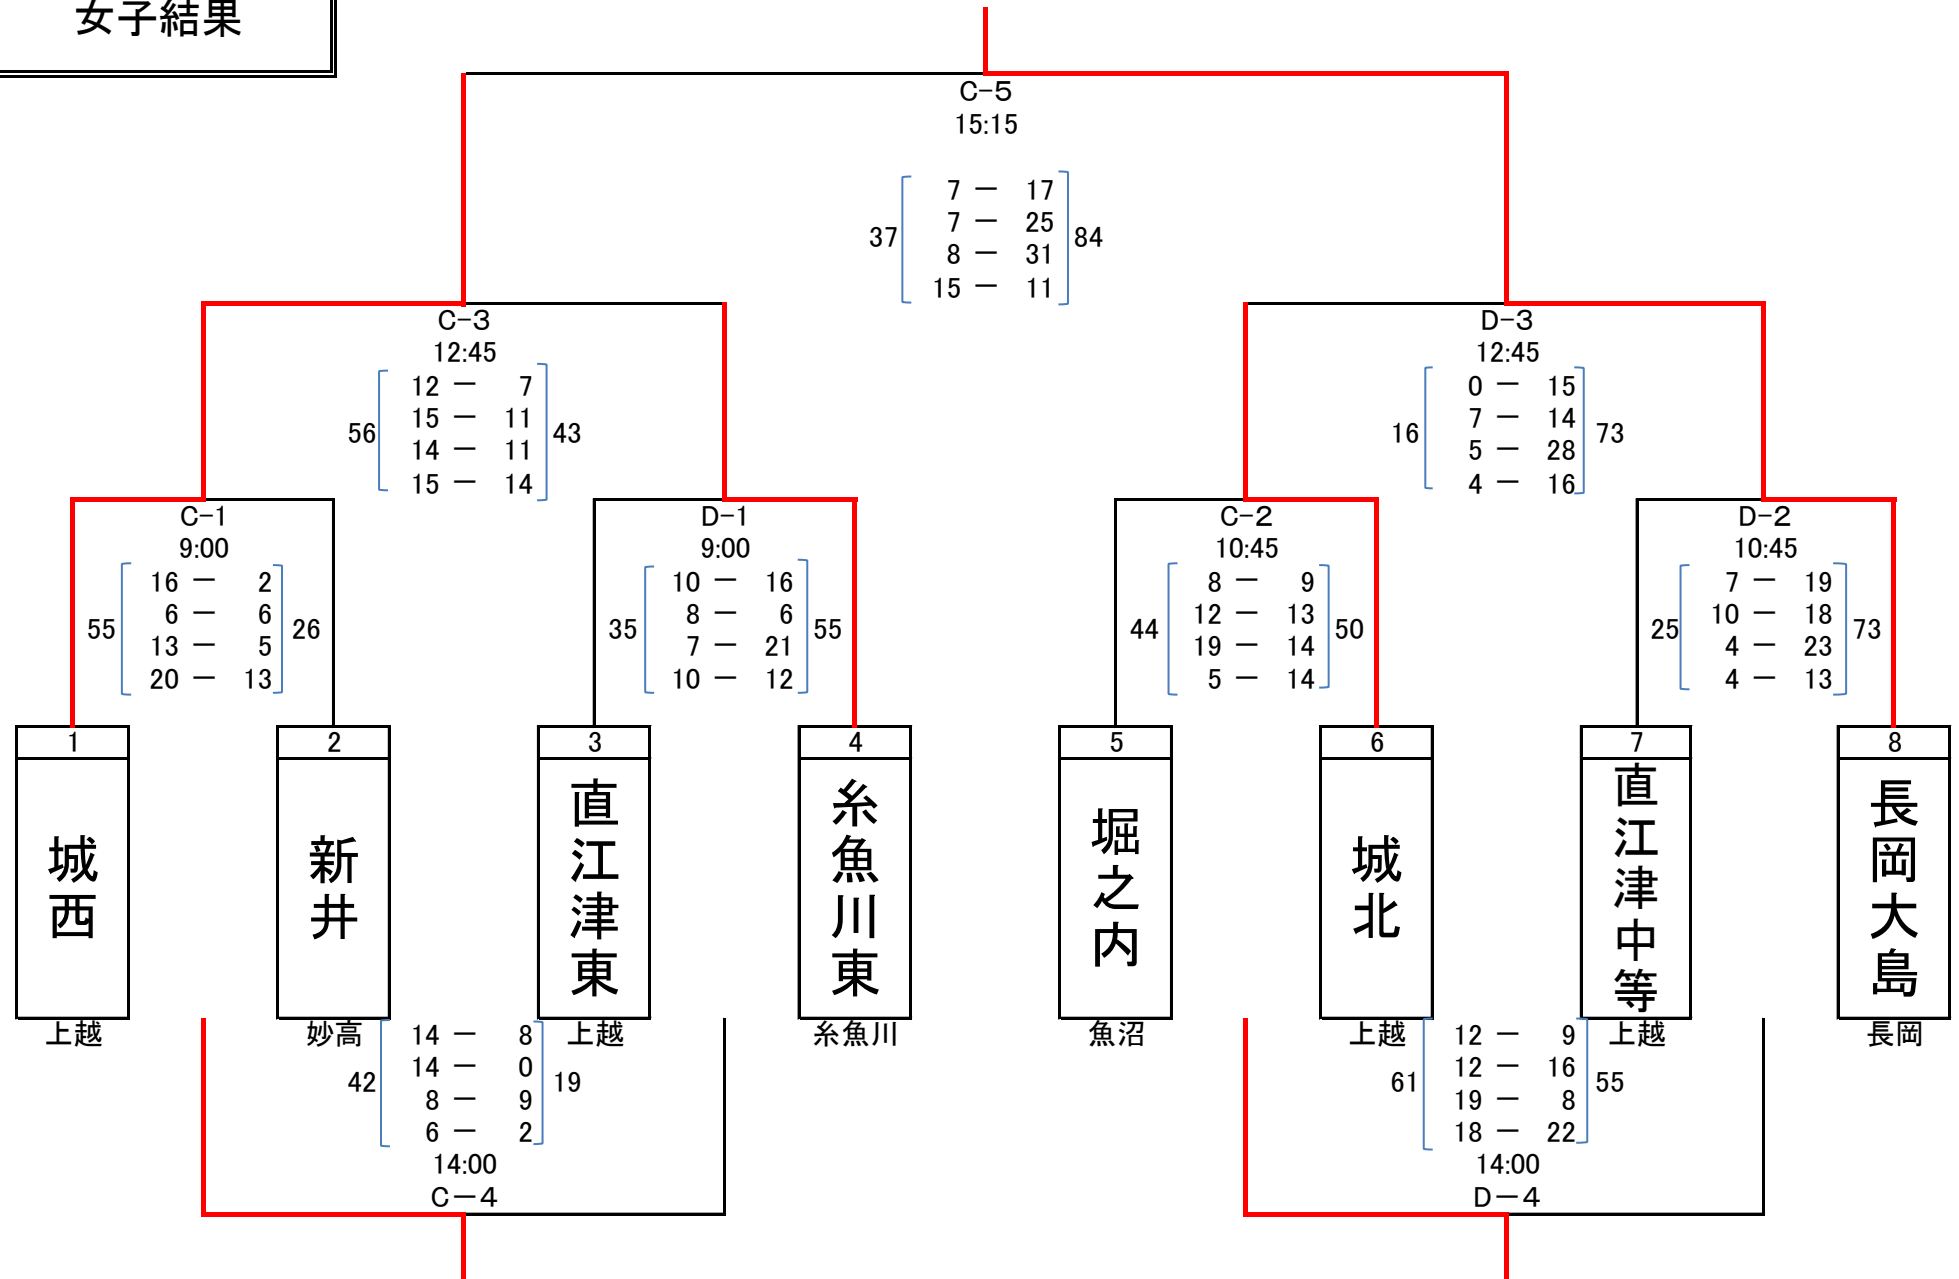 女子結果
C-5
15:15
7 － 17
7 － 25
37 84
8 － 31
15 － 11
C-3
12:45
12 － 7
15 － 11
56 43
14 － 11
15 － 14
D-3
12:45
0 － 15
7 － 14
16 73
5 － 28
4 － 16
C-1
9:00
16 － 2
6 － 6
55 26
13 － 5
20 － 13
D-1
9:00
10 － 16
8 － 6
35 55
7 － 21
10 － 12
C-2
10:45
8 － 9
12 － 13
44 50
19 － 14
5 － 14
D-2
10:45
7 － 19
10 － 18
25 73
4 － 23
4 － 13
1
城西
上越
2
新井
妙高
3
直江津東
上越
4
糸魚川東
糸魚川
5
堀之内
魚沼
6
城北
上越
7
直江津中等
上越
8
長岡大島
長岡
14 － 8
14 － 0
42 19
8 － 9
6 － 2
14:00
C－4
12 － 9
12 － 16
61 55
19 － 8
18 － 22
14:00
D－4